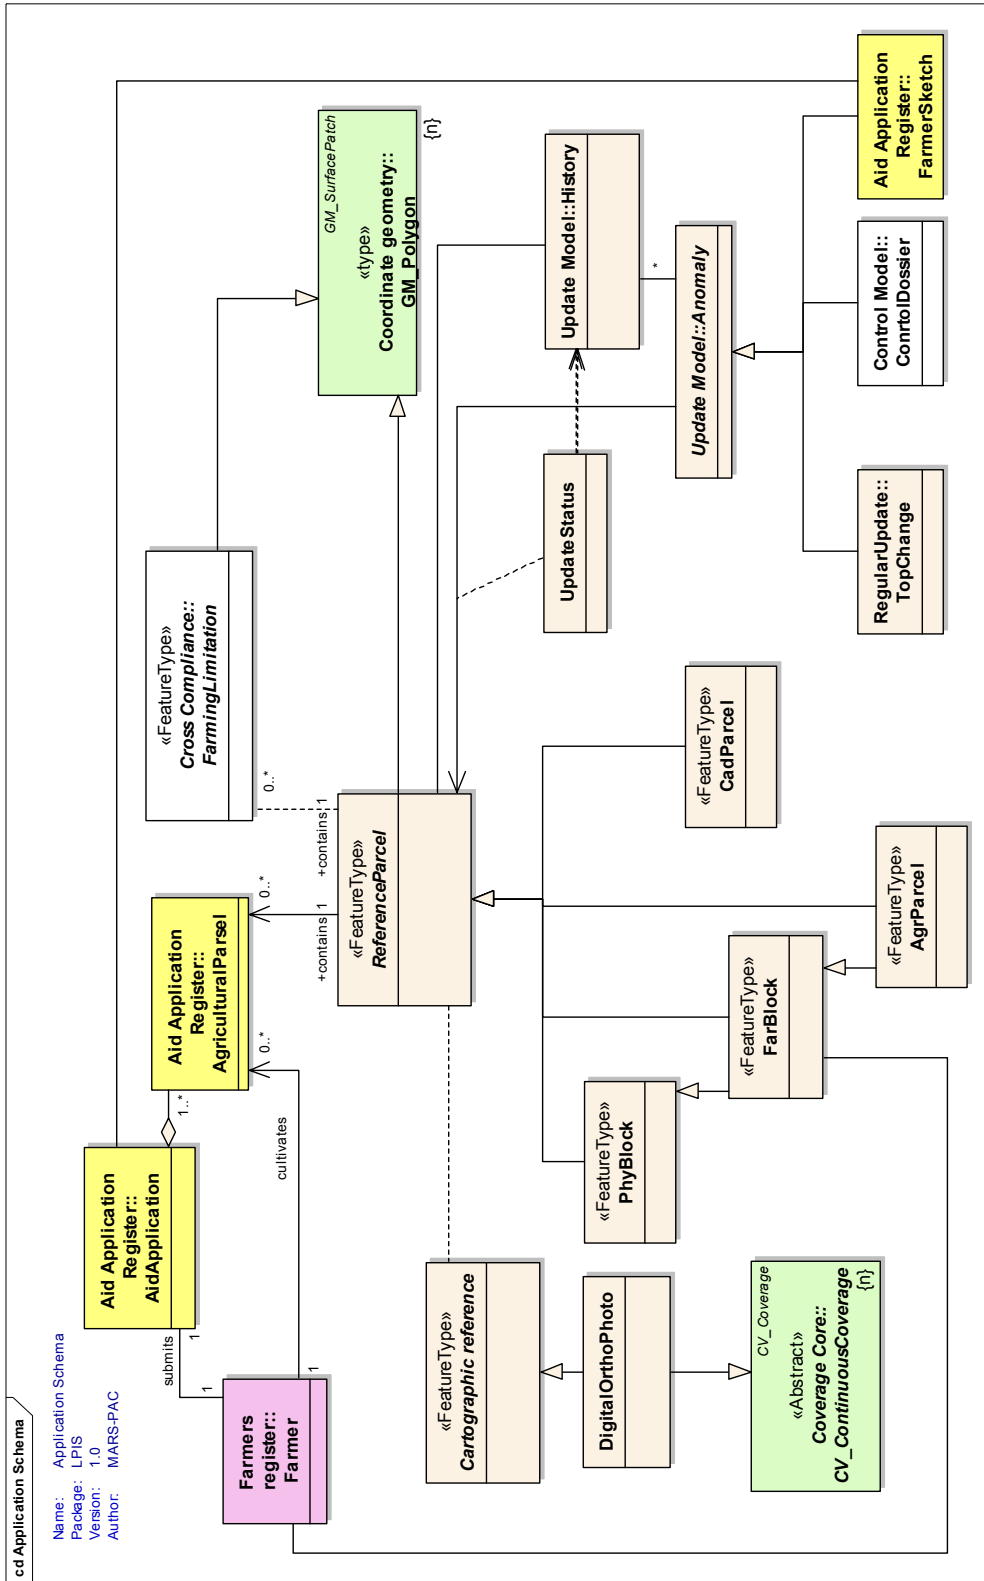 cd Application Schema
Name: Application Schema
Package: LPIS
Version: 1.0
Author: MARS-PAC
Farmers
register::
Farmer
submits
1
1
Aid Application
Register::
AidApplication
1..*
Aid Application
Register::
AgriculturalParsel
cultivates
1
0..*
0..*
+contains 1
+contains 1
0..*
«FeatureType»
Cross Compliance::
FarmingLimitation
GM_SurfacePatch
«type»
Coordinate geometry::
GM_Polygon
{n}
«FeatureType»
ReferenceParcel
«FeatureType»
Cartographic reference
DigitalOrthoPhoto
CV_Coverage
«Abstract»
Coverage Core::
CV_ContinuousCoverage
{n}
«FeatureType»
PhyBlock
«FeatureType»
FarBlock
«FeatureType»
AgrParcel
«FeatureType»
CadParcel
UpdateStatus
Update Model::History
*
Update Model::Anomaly
RegularUpdate::
TopChange
Control Model::
ConrtolDossier
Aid Application
Register::
FarmerSketch